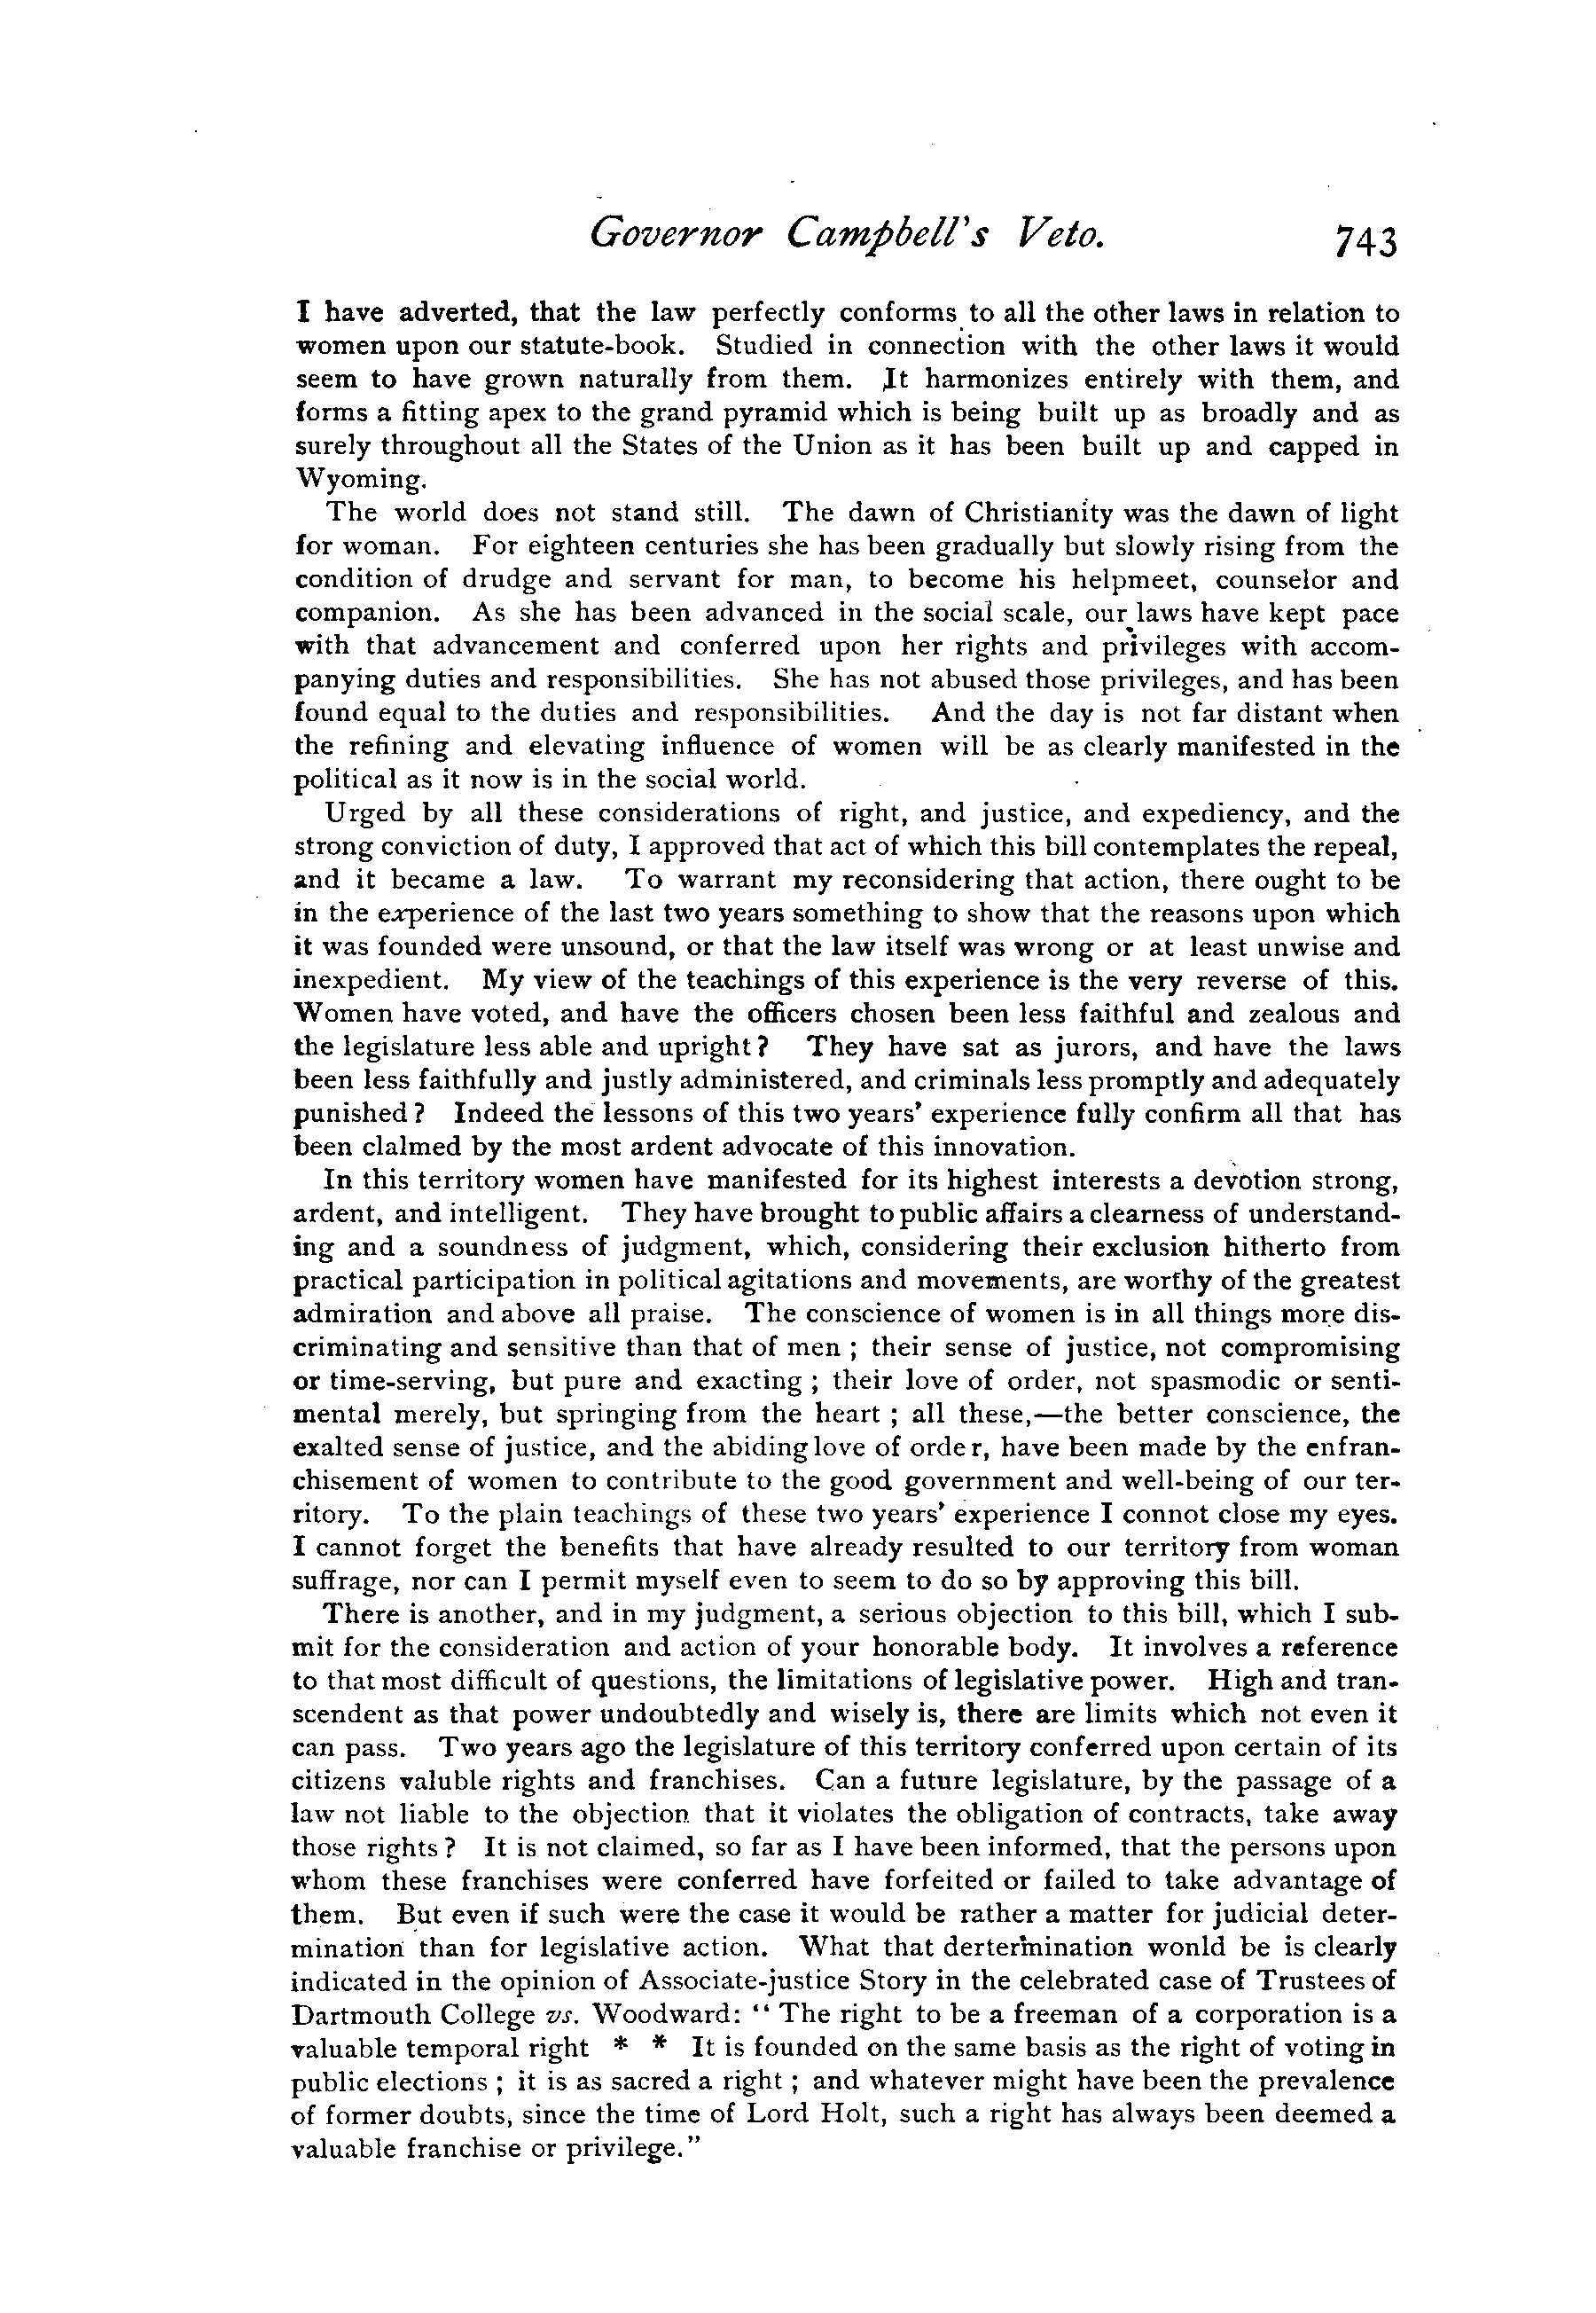 Governor Campbell's Veto. 743
I have adverted, that the law perfectly conforms to all the other laws in relation to
women upon our statute-book. Studied in connection with the other laws it would
seem to have grown naturally from them. It harmonizes entirely with them, and
forms a fitting apex to the grand pyramid which is being built up as broadly and as
surely throughout all the States of the Union as it has been built up and capped in
Wyoming.
The world does not stand still. The dawn of Christianity was the dawn of light
for woman. For eighteen centuries she has been gradually but slowly rising from the
condition of drudge and servant for man, to become his helpmeet, counselor and
companion. As she has been advanced in the social scale, our laws have kept pace
with that advancement and conferred upon her rights and privileges with accom-
panying duties and responsibilities. She has not abused those privileges, and has been
found equal to the duties and responsibilities. And the day is not far distant when
the refining and elevating influence of women will be as clearly manifested in the
political as it now is in the social world.
Urged by all these considerations of right, and justice, and expediency, and the
strong conviction of duty, I approved that act of which this bill contemplates the repeal,
and it became a law. To warrant my reconsidering that action, there ought to be
in the experience of the last two years something to show that the reasons upon which
it was founded were unsound, or that the law itself was wrong or at least unwise and
inexpedient. My view of the teachings of this experience is the very reverse of this.
Women have voted, and have the officers chosen been less faithful and zealous and
the legislature less able and upright? They have sat as jurors, and have the laws
been less faithfully and justly administered, and criminals less promptly and adequately
punished? Indeed the lessons of this two years' experience fully confirm all that has
been clalmed by the most ardent advocate of this innovation.
In this territory women have manifested for its highest interests a devotion strong,
ardent, and intelligent. They have brought to public affairs a clearness of understand-
ing and a soundness of judgment, which, considering their exclusion hitherto from
practical participation in political agitations and movements, are worthy of the greatest
admiration and above all praise. The conscience of women is in all things more dis-
criminating and sensitive than that of men ; their sense of justice, not compromising
or time-serving, but pure and exacting ; their love of order, not spasmodic or senti-
mental merely, but springing from the heart ; all these,—the better conscience, the
exalted sense of justice, and the abiding love of order, have been made by the enfran-
chisement of women to contribute to the good government and well-being of our ter-
ritory. To the plain teachings of these two years' experience I connot close my eyes.
I cannot forget the benefits that have already resulted to our territory from woman
suffrage, nor can I permit myself even to seem to do so by approving this bill.
There is another, and in my judgment, a serious objection to this bill, which I sub-
mit for the consideration and action of your honorable body. It involves a reference
to that most difficult of questions, the limitations of legislative power. High and tran-
scendent as that power undoubtedly and wisely is, there are limits which not even it
can pass. Two years ago the legislature of this territory conferred upon certain of its
citizens valuble rights and franchises. Can a future legislature, by the passage of a
law not liable to the objection that it violates the obligation of contracts, take away
those rights? It is not claimed, so far as I have been informed, that the persons upon
whom these franchises were conferred have forfeited or failed to take advantage of
them. But even if such were the case it would be rather a matter for judicial deter-
mination than for legislative action. What that dertermination wonld be is clearly
indicated in the opinion of Associate-justice Story in the celebrated case of Trustees of
Dartmouth College vs. Woodward: "The right to be a freeman of a corporation is a
valuable temporal right * * It is founded on the same basis as the right of voting in
public elections ; it is as sacred a right ; and whatever might have been the prevalence
of former doubts, since the time of Lord Holt, such a right has always been deemed a
valuable franchise or privilege."